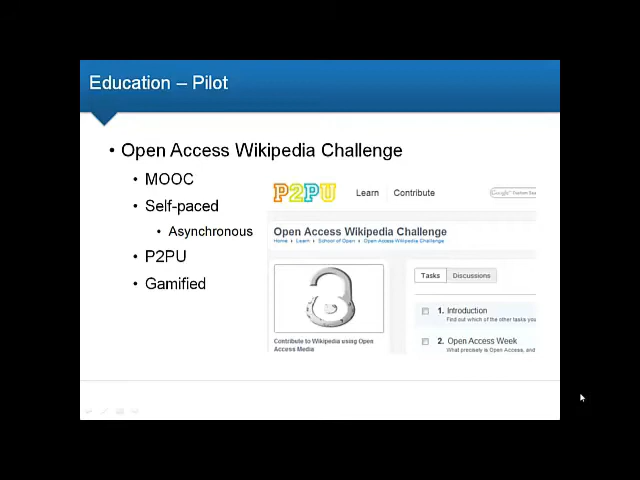 Education – Pilot
• Open Access Wikipedia Challenge
• MOOC
• Self-paced
• Asynchronous
• P2PU
• Gamified
P2PU Learn Contribute Google Custom Sea
Open Access Wikipedia Challenge
Home › Learn › School of Open › Open Access Wikipedia Challenge
Tasks Discussions
1. Introduction
Find out which of the other tasks you
2. Open Access Week
What precisely is Open Access, and
Contribute to Wikipedia using Open
Access Media